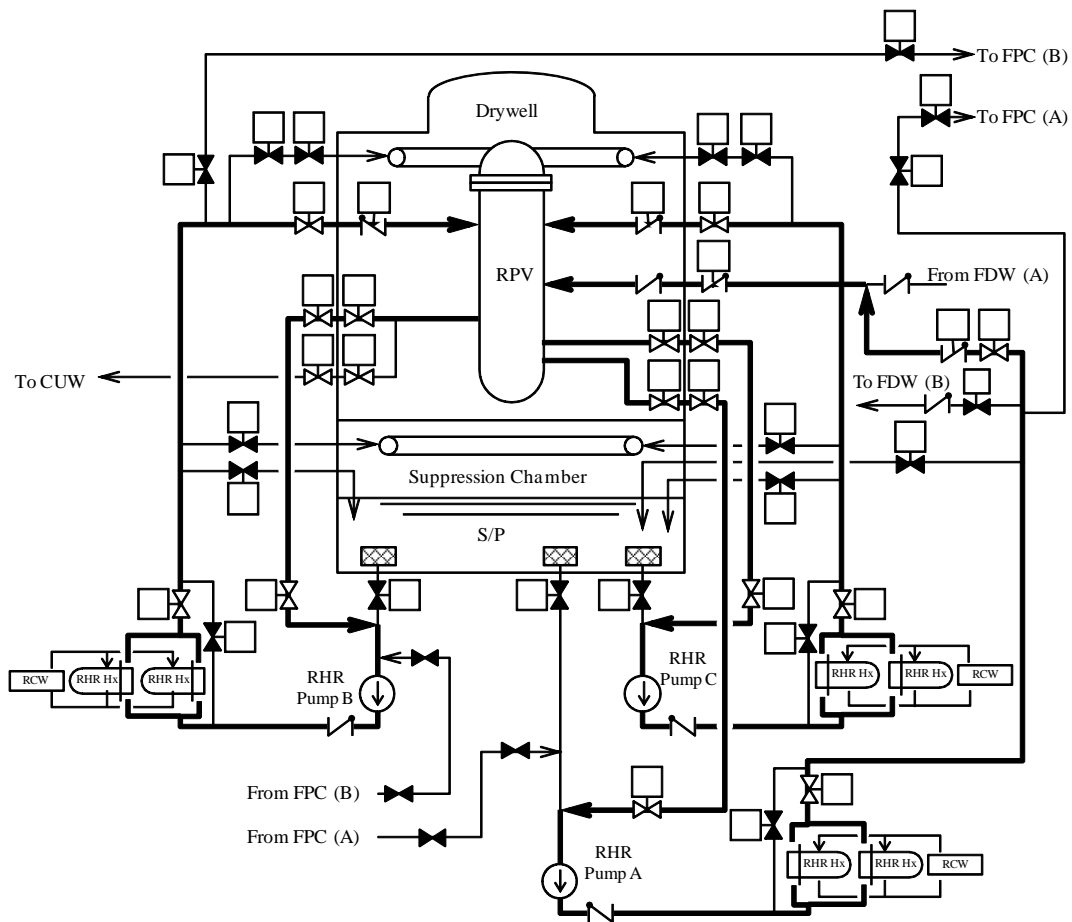 To FPC (B)
Drywell
To FPC (A)
RPV
From FDW (A)
To CUW
To FDW (B)
Suppression Chamber
S/P
RHR
Pump B
RHR
Pump C
RCW
RHR Hx
RHR Hx
RHR Hx
RHR Hx
RCW
From FPC (B)
From FPC (A)
RHR
Pump A
RHR Hx
RHR Hx
RCW